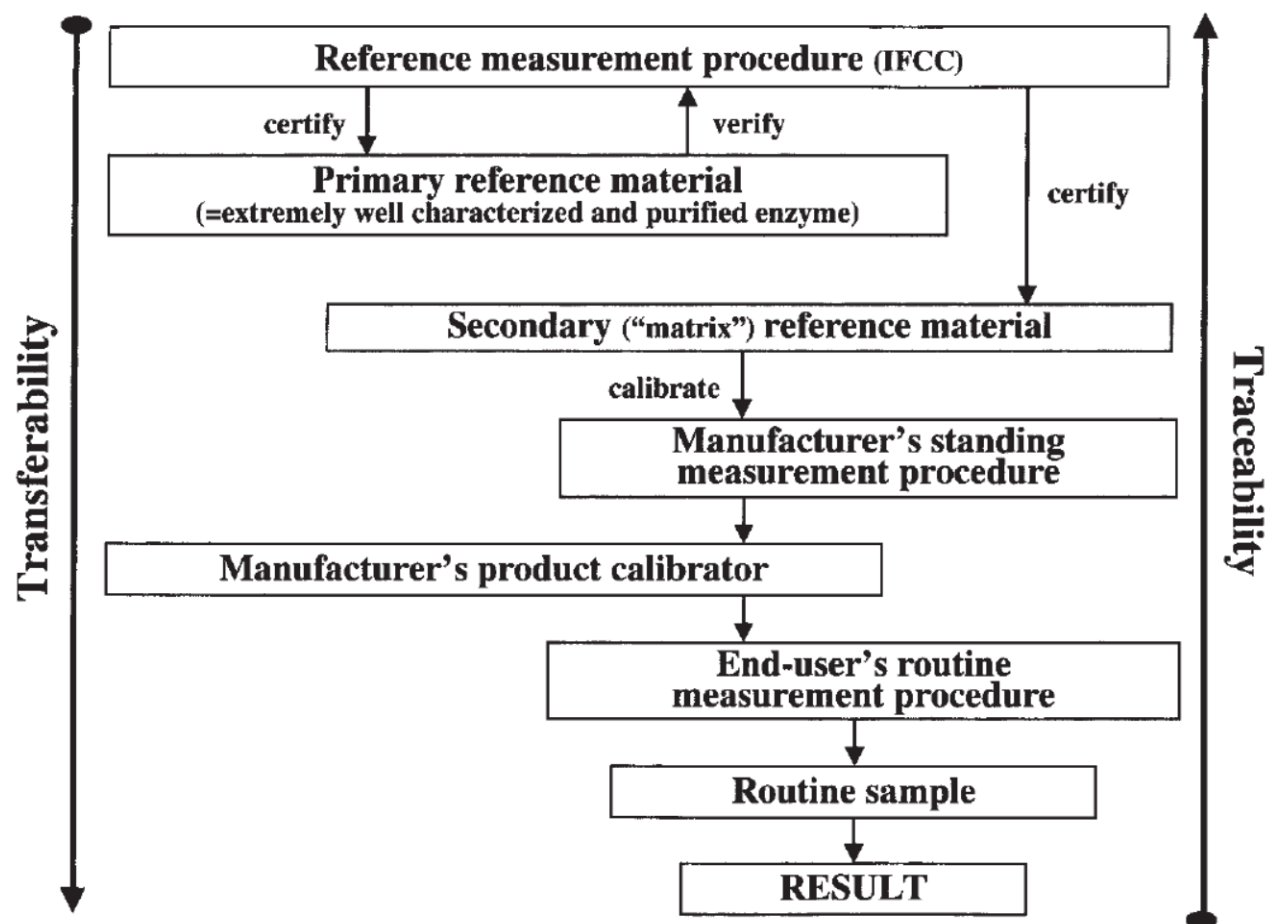 Reference measurement procedure (IFCC)
certify
verify
Primary reference material
(=extremely well characterized and purified enzyme)
certify
Secondary (“matrix”) reference material
calibrate
Manufacturer’s standing
measurement procedure
Manufacturer’s product calibrator
End-user’s routine
measurement procedure
Routine sample
RESULT
Transferability
Traceability